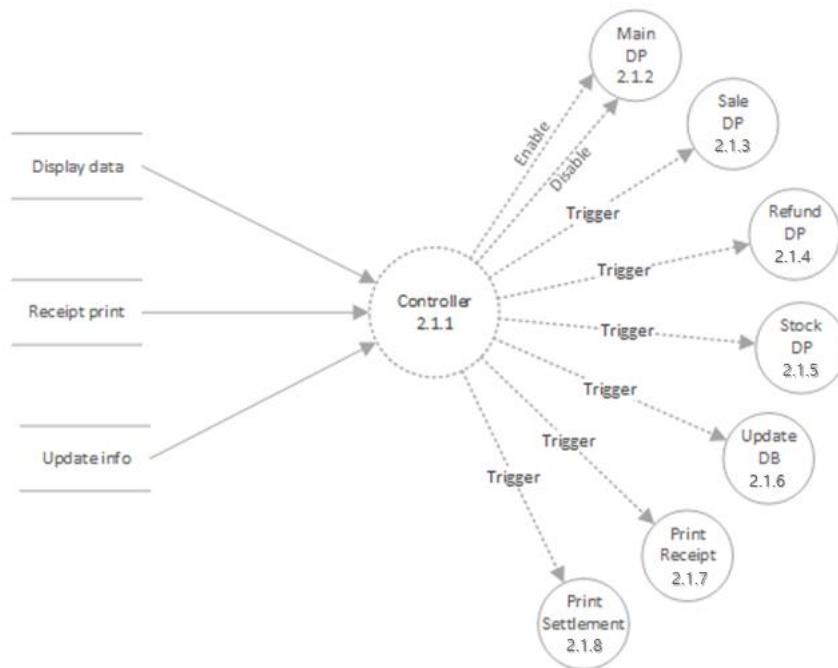 Main
DP
2.1.2
Sale
DP
2.1.3
Enable
Disable
Display data
Trigger
Refund
DP
2.1.4
Trigger
Receipt print
Controller
2.1.1
Trigger
Stock
DP
2.1.5
Trigger
Update info
Trigger
Update
DB
2.1.6
Trigger
Print
Receipt
2.1.7
Print
Settlement
2.1.8